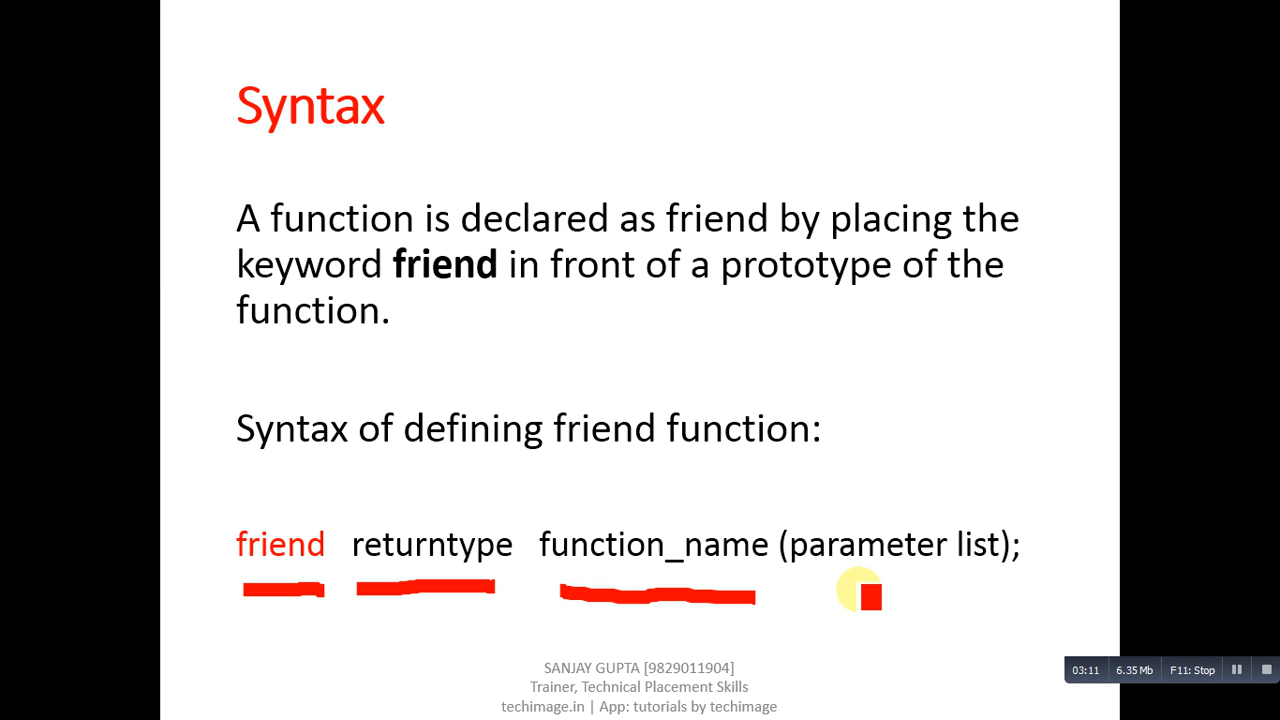 Syntax
A function is declared as friend by placing the
keyword friend in front of a prototype of the
function.
Syntax of defining friend function:
friend returntype function_name (parameter list);
SANJAY GUPTA [9829011904]
Trainer, Technical Placement Skills
techimage.in | App: tutorials by techimage
03:11 6.35 Mb F11: Stop